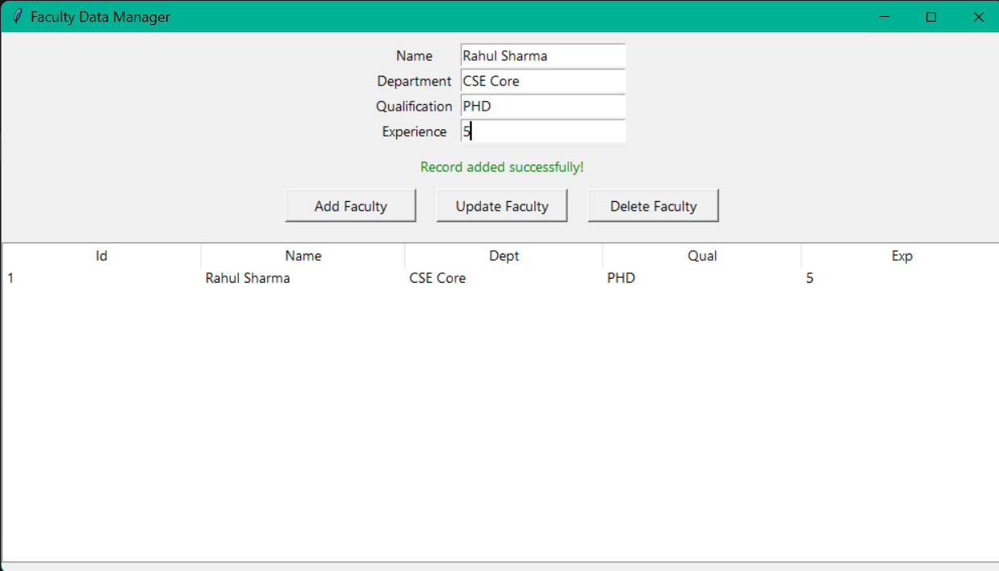 Faculty Data Manager
Name Rahul Sharma
Department CSE Core
Qualification PHD
Experience 5
Record added successfully!
Add Faculty Update Faculty Delete Faculty
Id Name Dept Qual Exp
1 Rahul Sharma CSE Core PHD 5